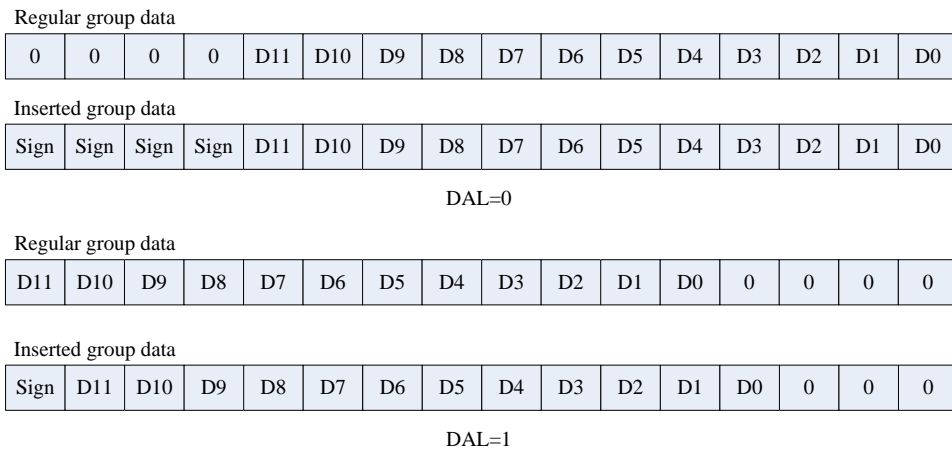 Regular group data
0 0 0 0 D11 D10 D9 D8 D7 D6 D5 D4 D3 D2 D1 D0
Inserted group data
Sign Sign Sign Sign D11 D10 D9 D8 D7 D6 D5 D4 D3 D2 D1 D0
DAL=0
Regular group data
D11 D10 D9 D8 D7 D6 D5 D4 D3 D2 D1 D0 0 0 0 0
Inserted group data
Sign D11 D10 D9 D8 D7 D6 D5 D4 D3 D2 D1 D0 0 0 0
DAL=1